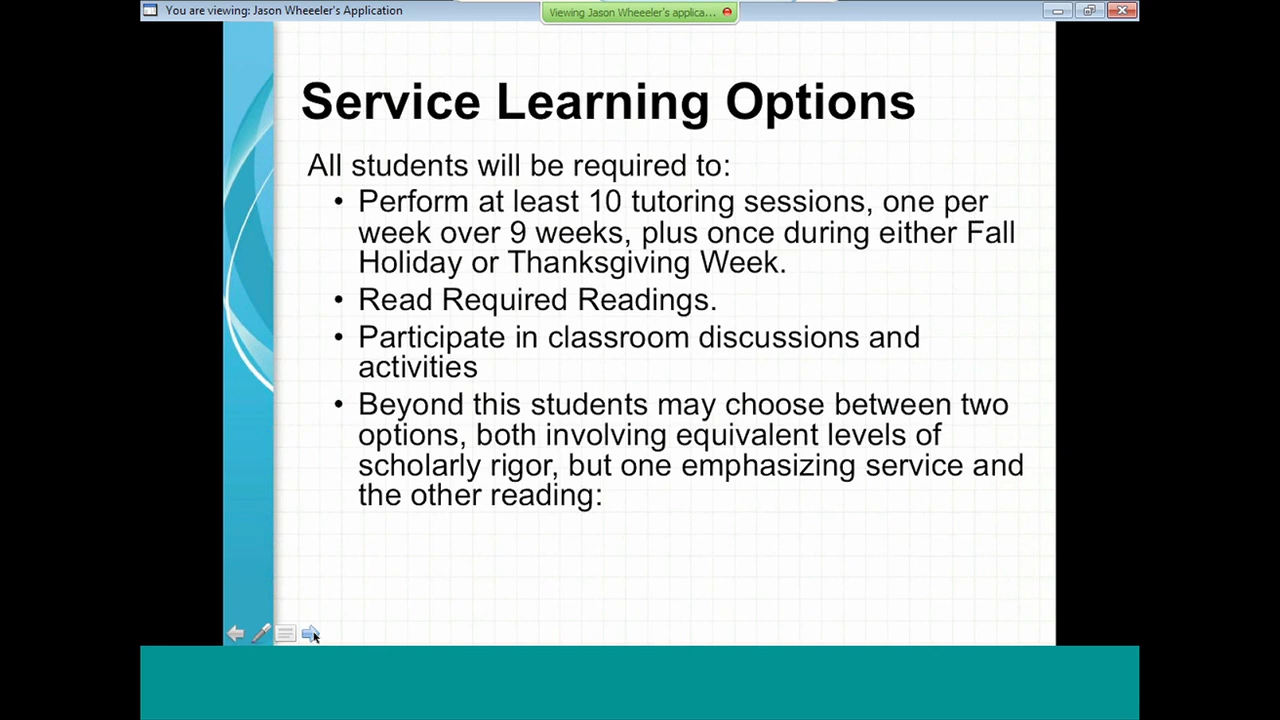 You are viewing: Jason Wheeeler's Application
Viewing Jason Wheeeler's applica...
Service Learning Options
All students will be required to:
• Perform at least 10 tutoring sessions, one per
week over 9 weeks, plus once during either Fall
Holiday or Thanksgiving Week.
• Read Required Readings.
• Participate in classroom discussions and
activities
• Beyond this students may choose between two
options, both involving equivalent levels of
scholarly rigor, but one emphasizing service and
the other reading: